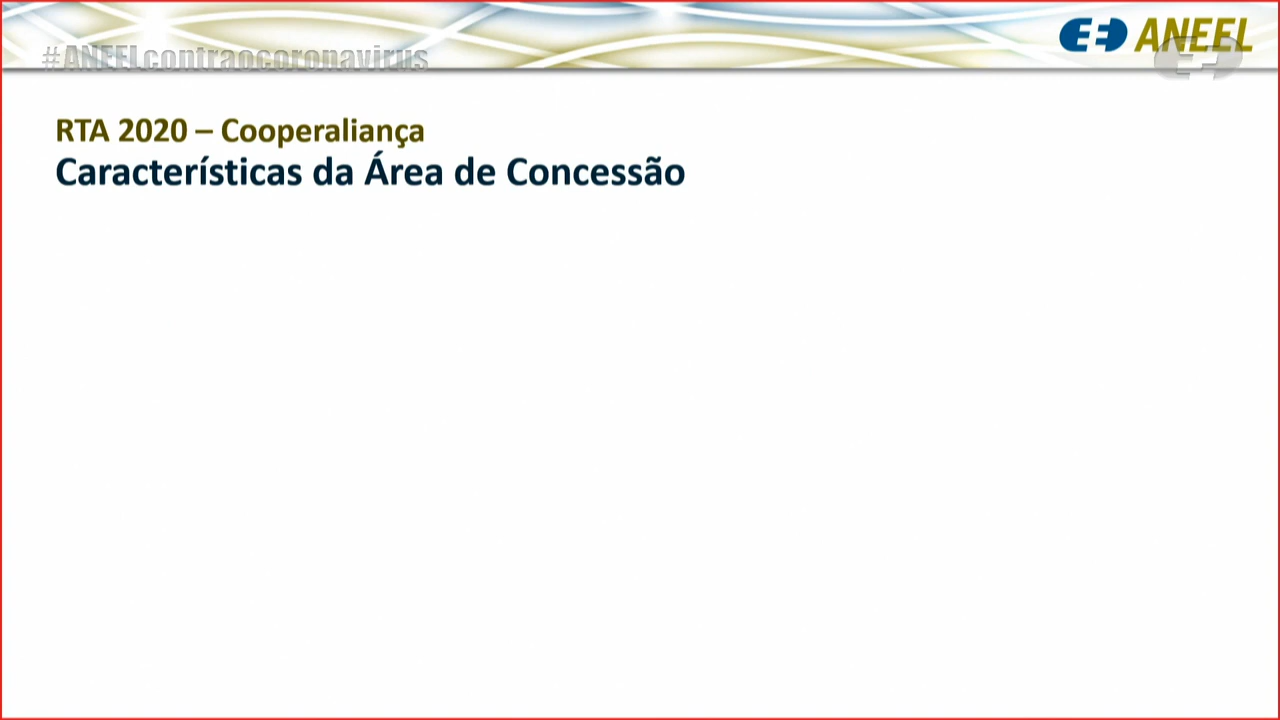 #ANEELcontraocoronavirus
ANEEL
RTA 2020 – Cooperaliança
Características da Área de Concessão